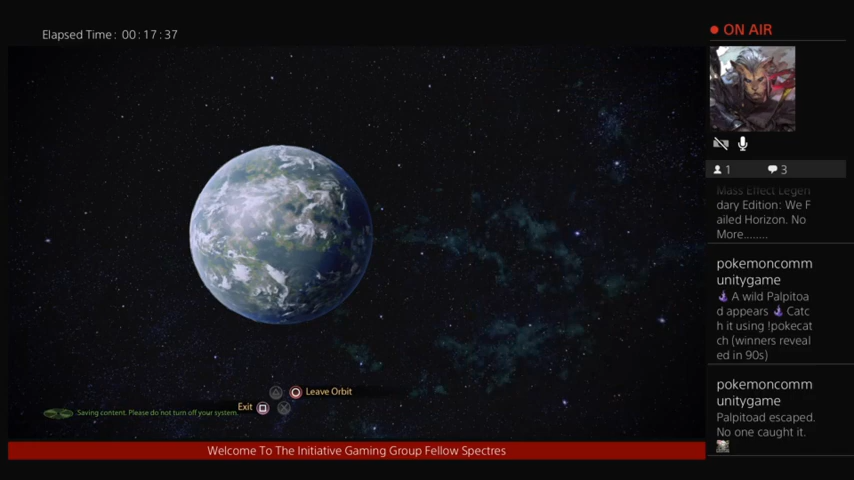 Elapsed Time: 00:17:37
ON AIR
1
3
Mass Effect Legen
dary Edition: We F
ailed Horizon. No
More........
pokemoncomm
unitygame
A wild Palpitoa
d appears Catc
h it using !pokecat
ch (winners reveal
ed in 90s)
pokemoncomm
unitygame
Palpitoad escaped.
No one caught it.
Leave Orbit
Exit
Saving content. Please do not turn off your system.
Welcome To The Initiative Gaming Group Fellow Spectres